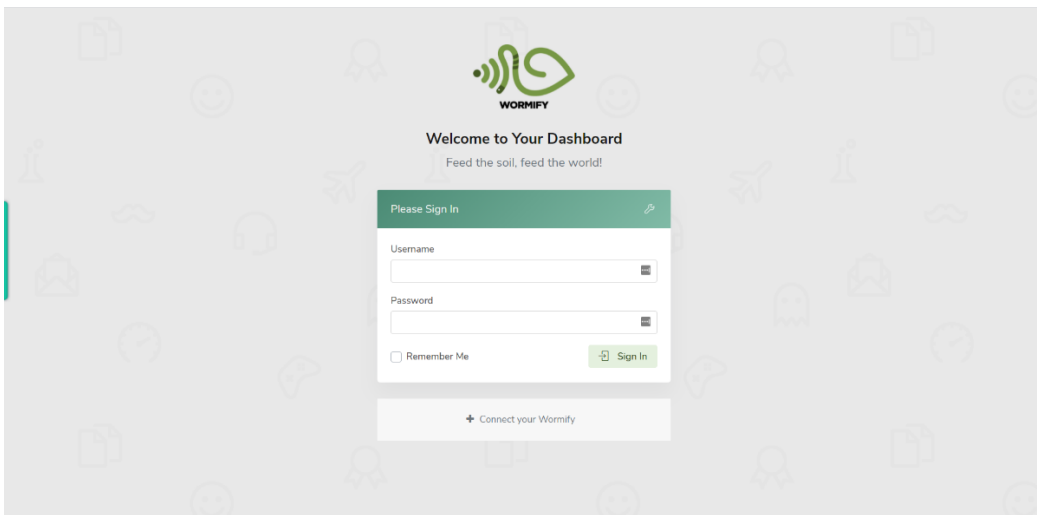 WORMIFY
Welcome to Your Dashboard
Feed the soil, feed the world!
Please Sign In
Username
Password
Remember Me
Sign In
Connect your Wormify